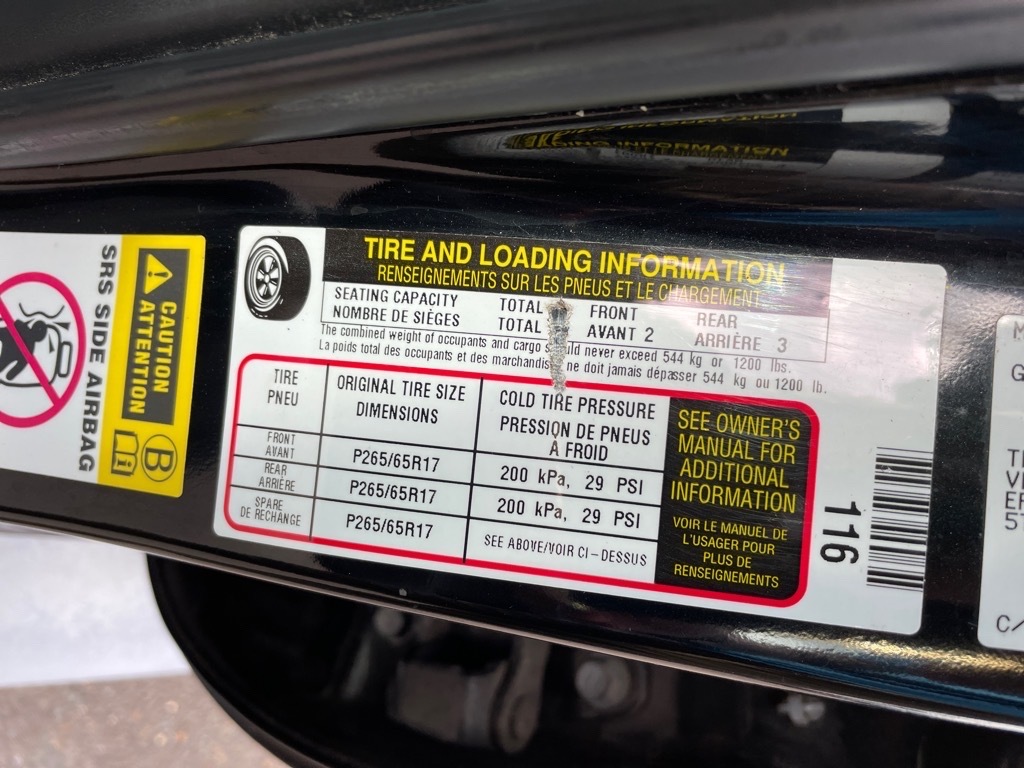 TIRE AND LOADING INFORMATION
RENSEIGNEMENTS SUR LES PNEUS ET LE CHARGEMENT
SEATING CAPACITY TOTAL FRONT REAR
NOMBRE DE SIÈGES TOTAL AVANT 2 ARRIÈRE 3
The combined weight of occupants and cargo should never exceed 544 kg or 1200 lbs.
La poids total des occupants et des marchandis ne doit jamais dépasser 544 kg ou 1200 lb.
TIRE
PNEU
ORIGINAL TIRE SIZE
DIMENSIONS
COLD TIRE PRESSURE
PRESSION DE PNEUS
À FROID
FRONT
AVANT
P265/65R17
200 kPa, 29 PSI
REAR
ARRIÈRE
P265/65R17
200 kPa, 29 PSI
SPARE
DE RECHANGE
P265/65R17
SEE ABOVE/VOIR CI-DESSUS
SEE OWNER'S
MANUAL FOR
ADDITIONAL
INFORMATION
VOIR LE MANUEL DE
L'USAGER POUR
PLUS DE
RENSEIGNEMENTS
116
CAUTION
ATTENTION
SRS SIDE AIRBAG
B
i